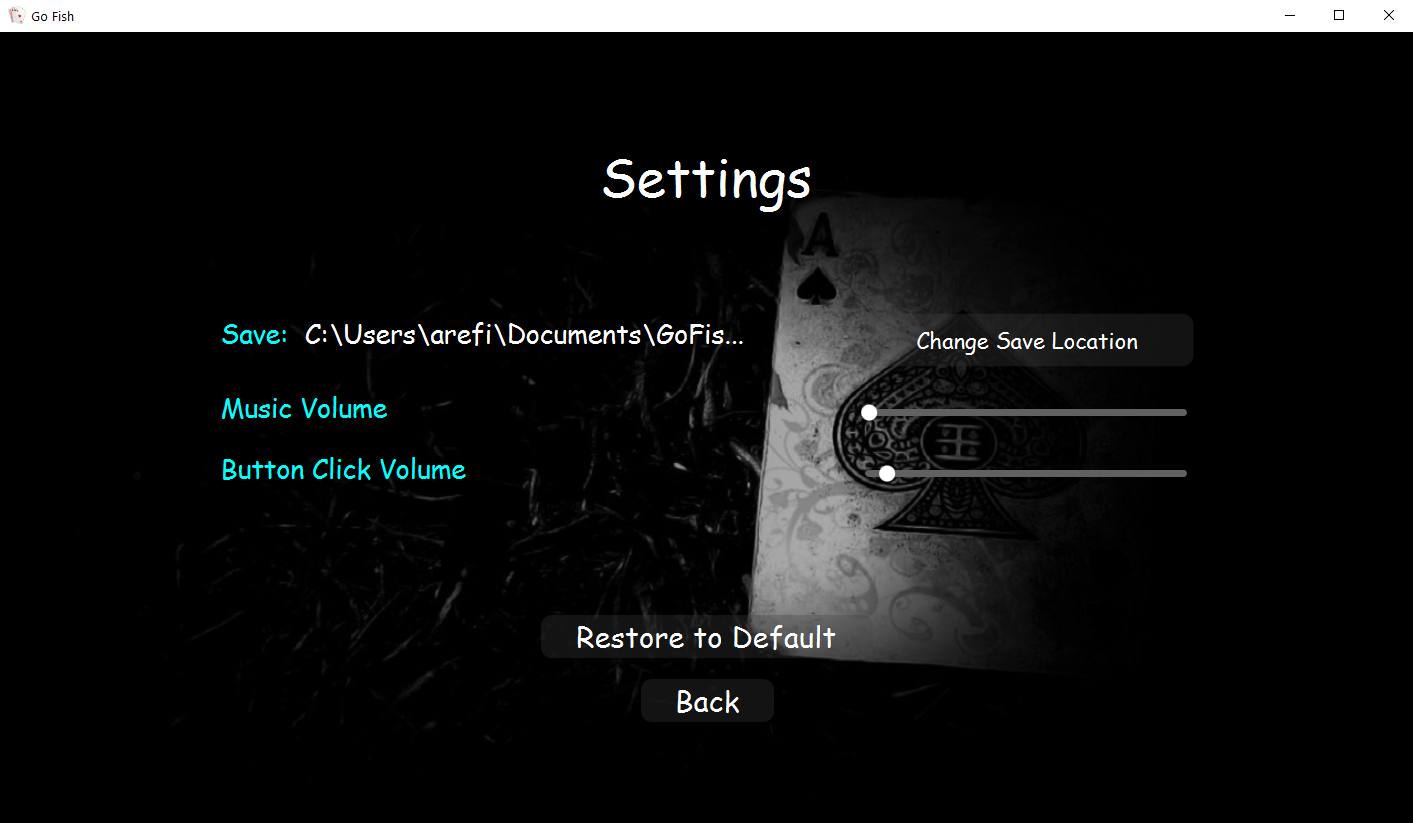 Go Fish
Settings
A
Save: C:\Users\arefi\Documents\GoFis...
Change Save Location
Music Volume
Button Click Volume
Restore to Default
Back